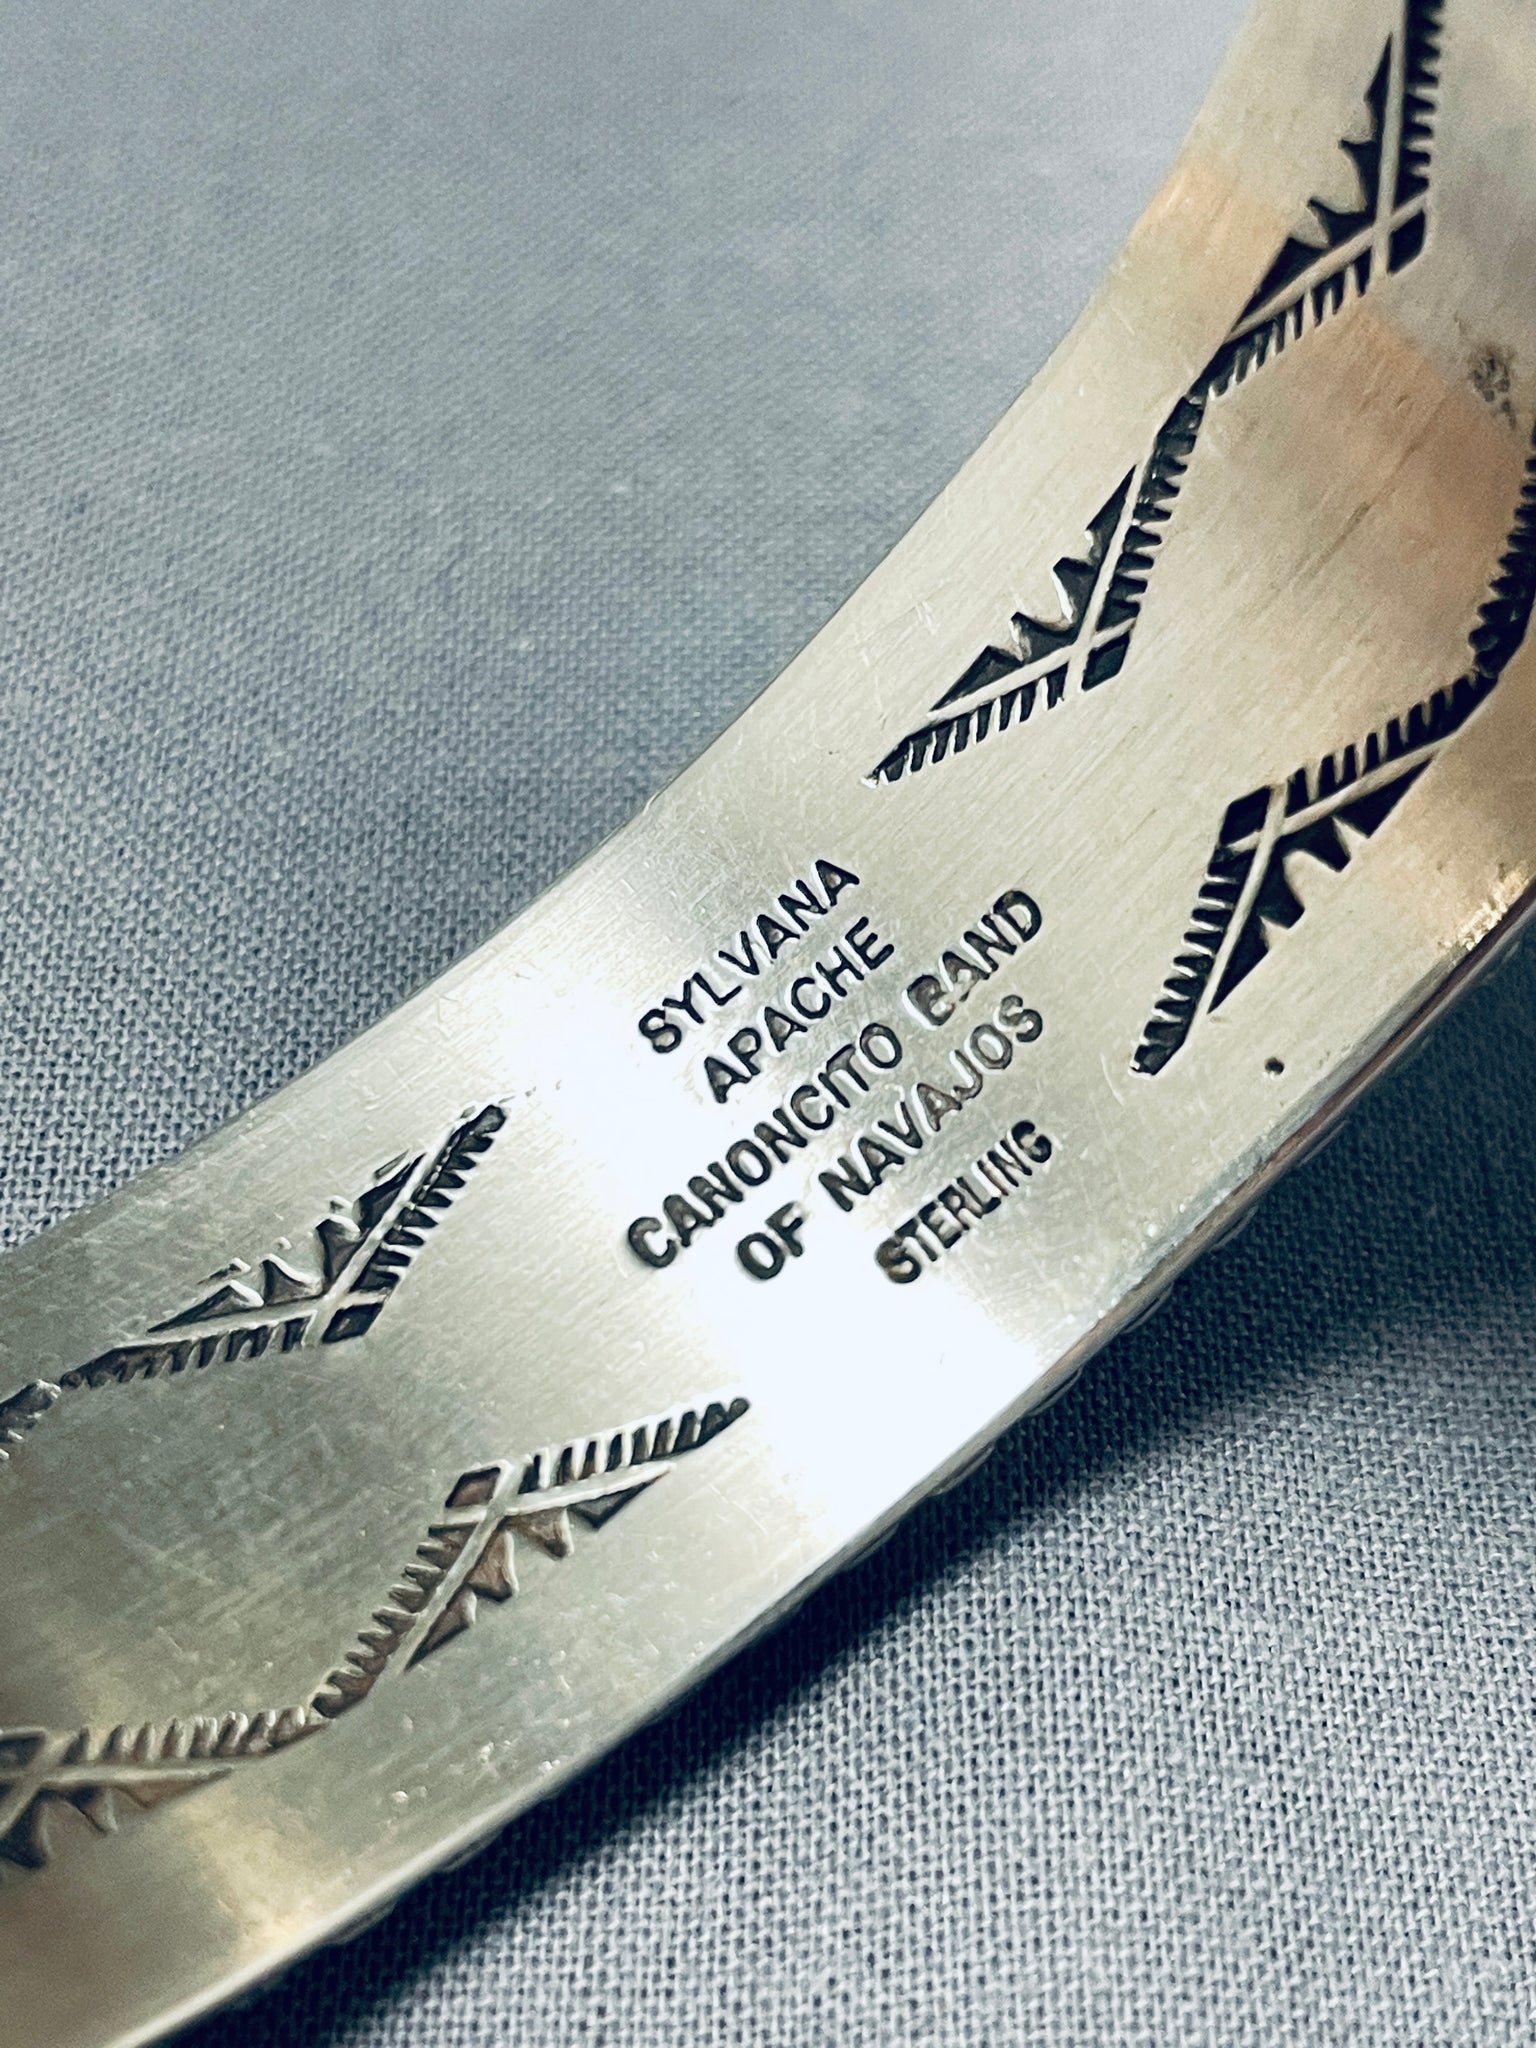 SYLVANA
APACHE
CANONCITO BAND
OF NAVAJOS
STERLING